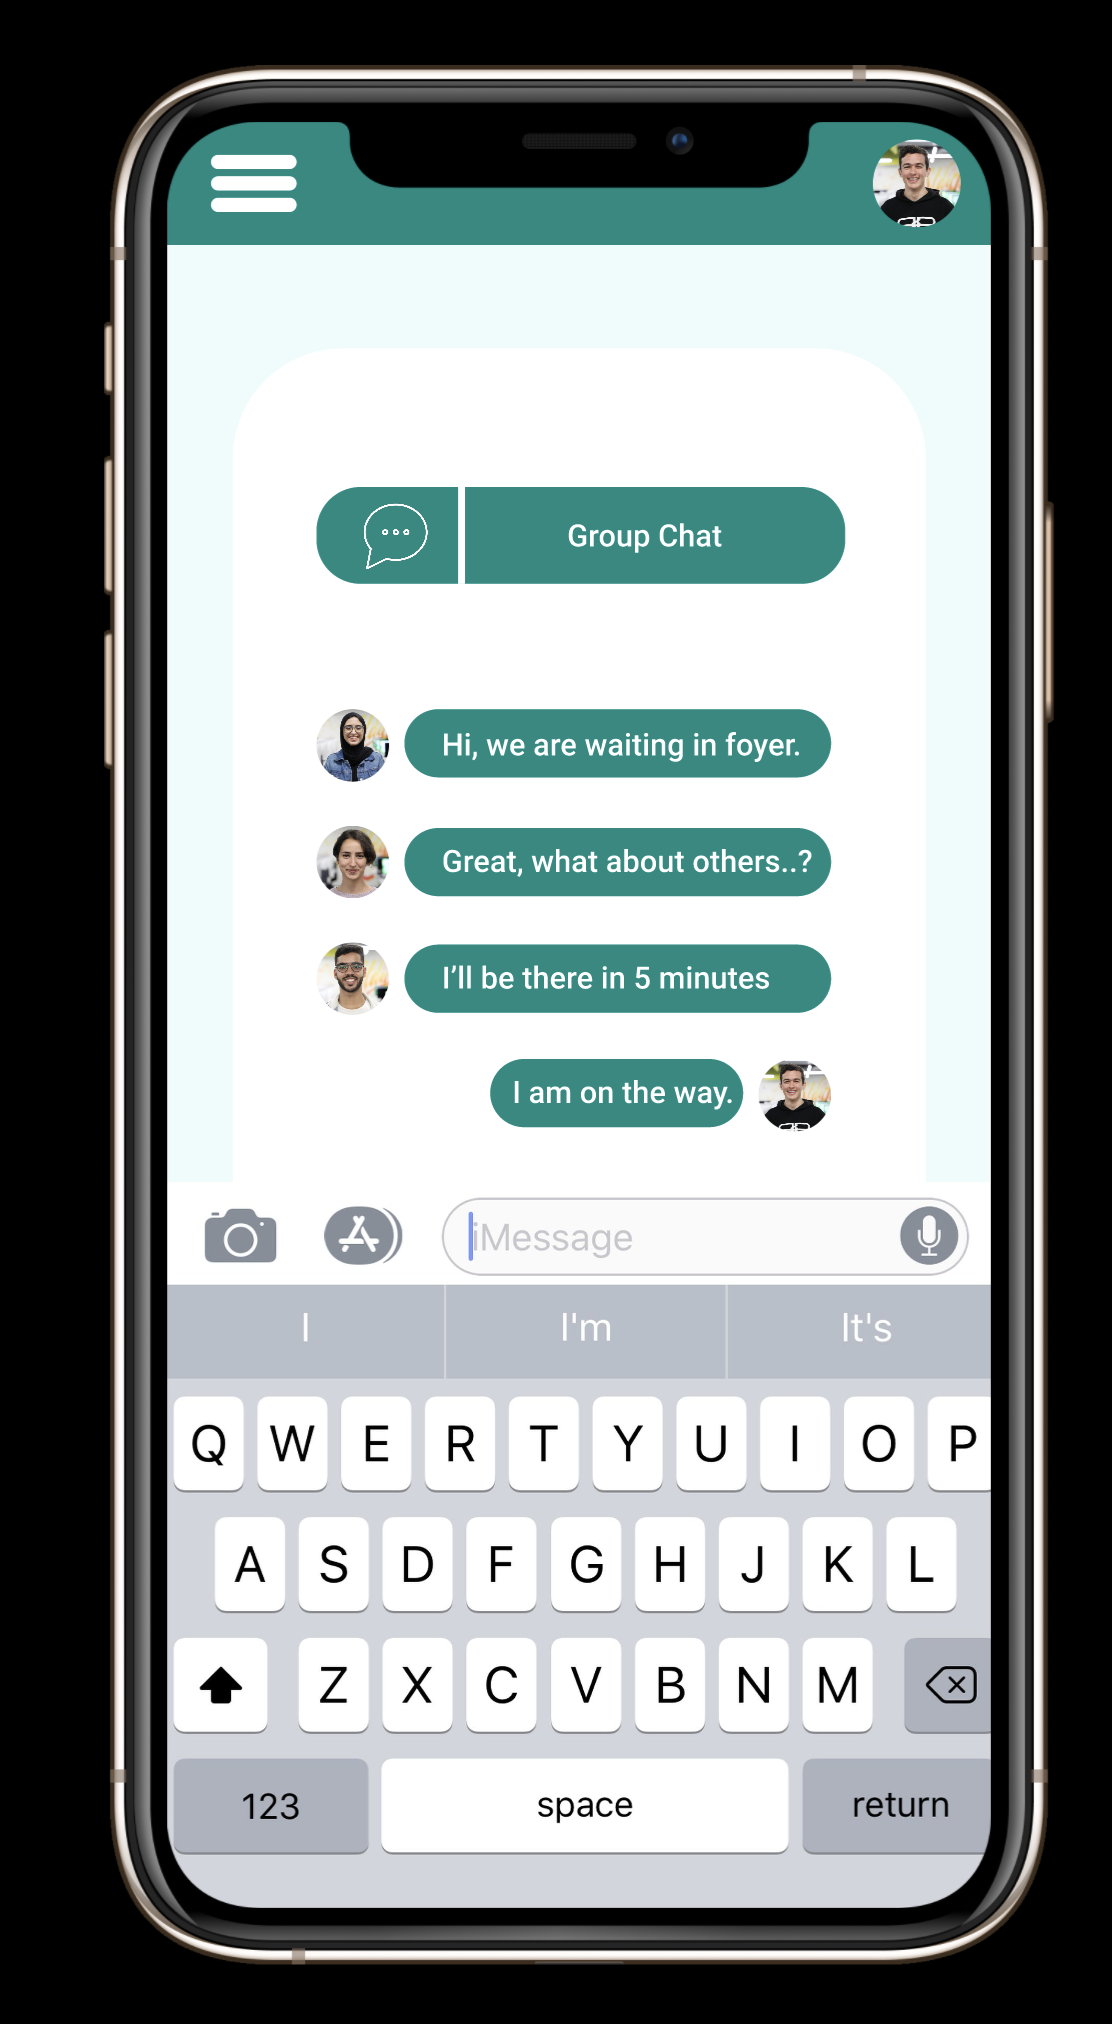 Group Chat
Hi, we are waiting in foyer.
Great, what about others..?
I'll be there in 5 minutes
I am on the way.
iMessage
I I'm It's
Q W E R T Y U I O P
A S D F G H J K L
Z X C V B N M
123 space return